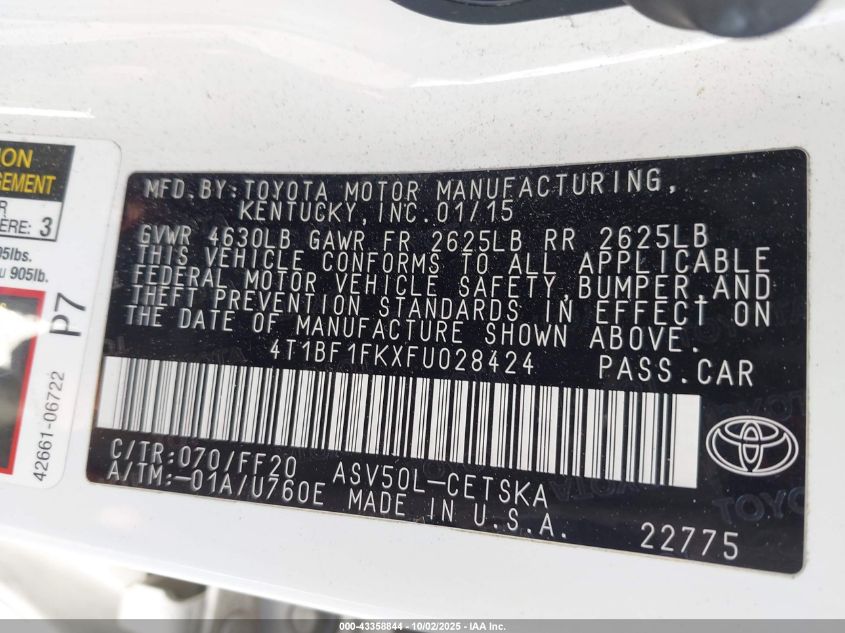 ION
GEMENT
R
ERE: 3
05lbs.
u 905lb.
P7
42661-06722
MFD.BY:TOYOTA MOTOR MANUFACTURING,
KENTUCKY,INC.01/15
GVWR 4630LB GAWR FR 2625LB RR 2625LB
THIS VEHICLE CONFORMS TO ALL APPLICABLE
FEDERAL MOTOR VEHICLE SAFETY,BUMPER,AND
THEFT PREVENTION STANDARDS IN EFFECT ON
THE DATE OF MANUFACTURE SHOWN ABOVE.
4T1BF1FKXFU028424 PASS.CAR
C/TR:070/FF20 ASV50L-CETSKA
A/TM:-01A/U760E MADE IN U.S.A.
22775
000-43358844 - 10/02/2025 - IAA Inc.